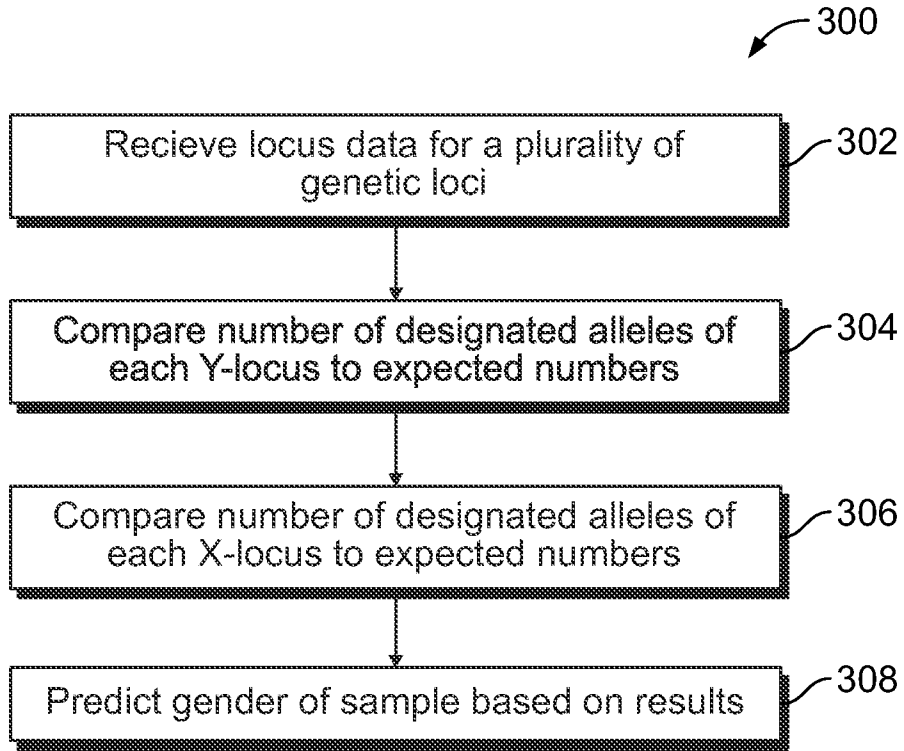 300
Recieve locus data for a plurality of
genetic loci
302
Compare number of designated alleles of
each Y-locus to expected numbers
304
Compare number of designated alleles of
each X-locus to expected numbers
306
Predict gender of sample based on results
308